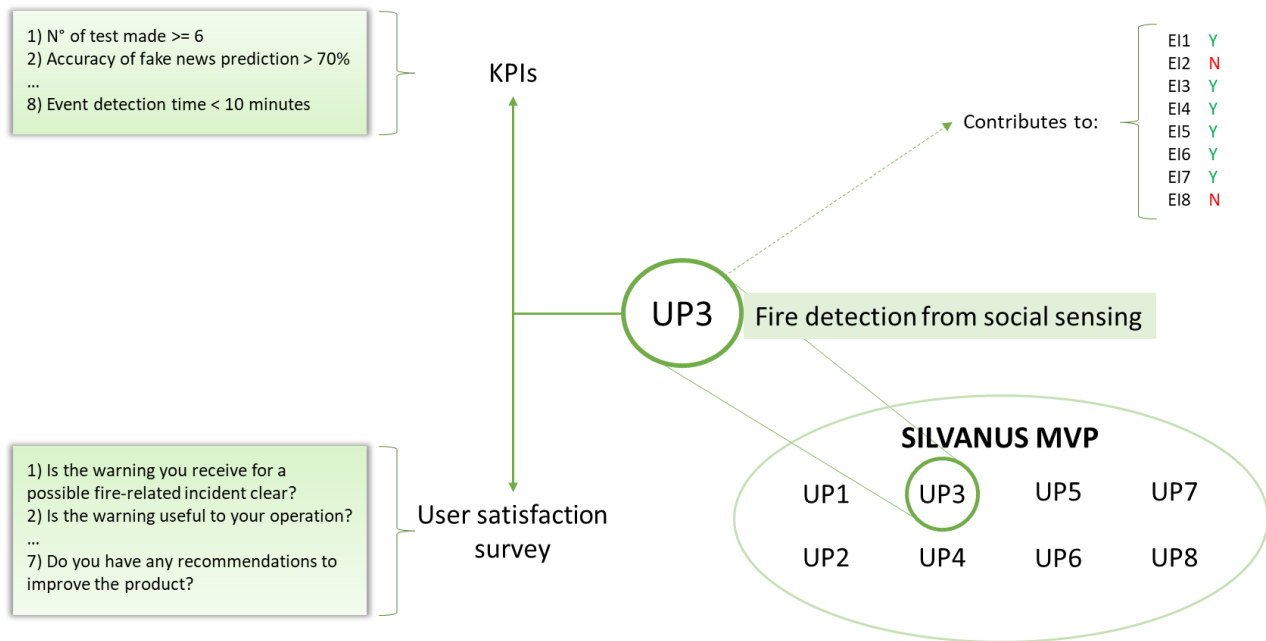 1) N° of test made >= 6
2) Accuracy of fake news prediction > 70%
...
8) Event detection time < 10 minutes
KPIs
Contributes to:
EI1 Y
EI2 N
EI3 Y
EI4 Y
EI5 Y
EI6 Y
EI7 Y
EI8 N
UP3
Fire detection from social sensing
1) Is the warning you receive for a
possible fire-related incident clear?
2) Is the warning useful to your operation?
...
7) Do you have any recommendations to
improve the product?
User satisfaction
survey
SILVANUS MVP
UP1 UP3 UP5 UP7
UP2 UP4 UP6 UP8